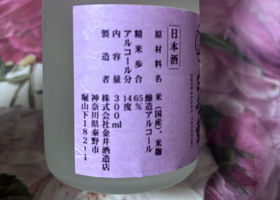 日本酒
原材料名 米(国産)、米麹
醸造アルコール
精米歩合 65%
アルコール分 14度
内容量 300ml
製造者 株式会社金井酒造店
神奈川県秦野市
堀山下182-1